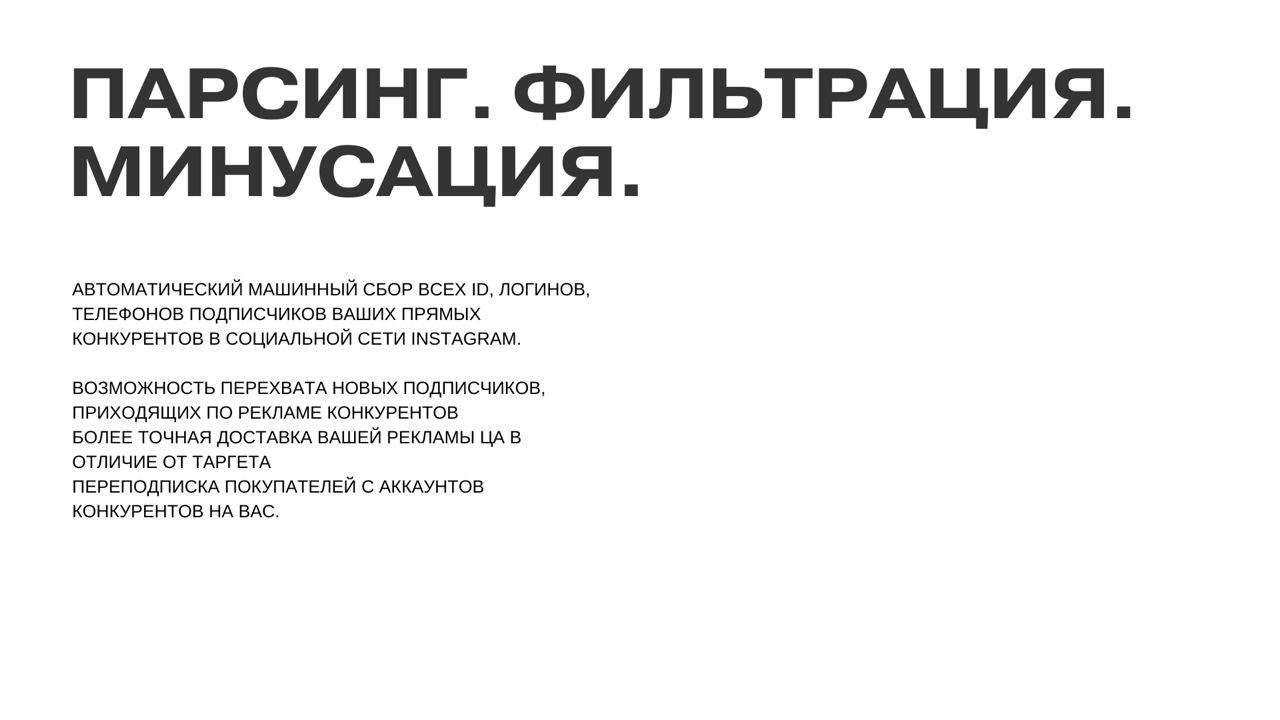 ПАРСИНГ. ФИЛЬТРАЦИЯ.
МИНУСАЦИЯ.
АВТОМАТИЧЕСКИЙ МАШИННЫЙ СБОР ВСЕХ ID, ЛОГИНОВ,
ТЕЛЕФОНОВ ПОДПИСЧИКОВ ВАШИХ ПРЯМЫХ
КОНКУРЕНТОВ В СОЦИАЛЬНОЙ СЕТИ INSTAGRAM.
ВОЗМОЖНОСТЬ ПЕРЕХВАТА НОВЫХ ПОДПИСЧИКОВ,
ПРИХОДЯЩИХ ПО РЕКЛАМЕ КОНКУРЕНТОВ
БОЛЕЕ ТОЧНАЯ ДОСТАВКА ВАШЕЙ РЕКЛАМЫ ЦА В
ОТЛИЧИЕ ОТ ТАРГЕТА
ПЕРЕПОДПИСКА ПОКУПАТЕЛЕЙ С АККАУНТОВ
КОНКУРЕНТОВ НА ВАС.